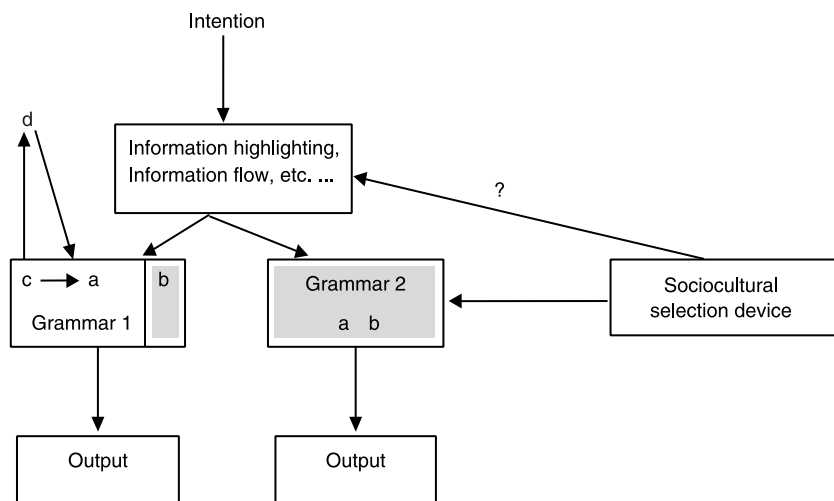 Intention
d
Information highlighting,
Information flow, etc. ...
?
c a b
Grammar 1
Grammar 2
a b
Sociocultural
selection device
Output
Output